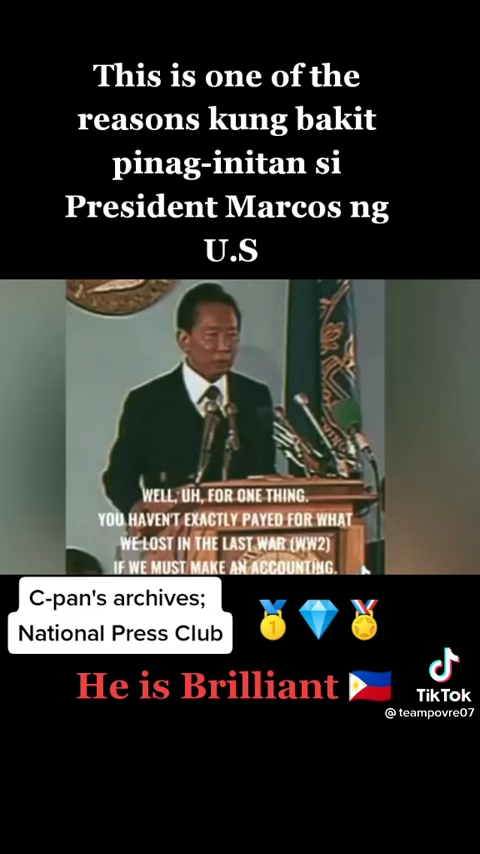 This is one of the
reasons kung bakit
pinag-initan si
President Marcos ng
U.S
WELL, UH, FOR ONE THING.
YOU HAVEN'T EXACTLY PAYED FOR WHAT
WE LOST IN THE LAST WAR (WW2)
IF WE MUST MAKE AN ACCOUNTING.
C-pan's archives;
National Press Club
He is Brilliant
TikTok
@teampovre07